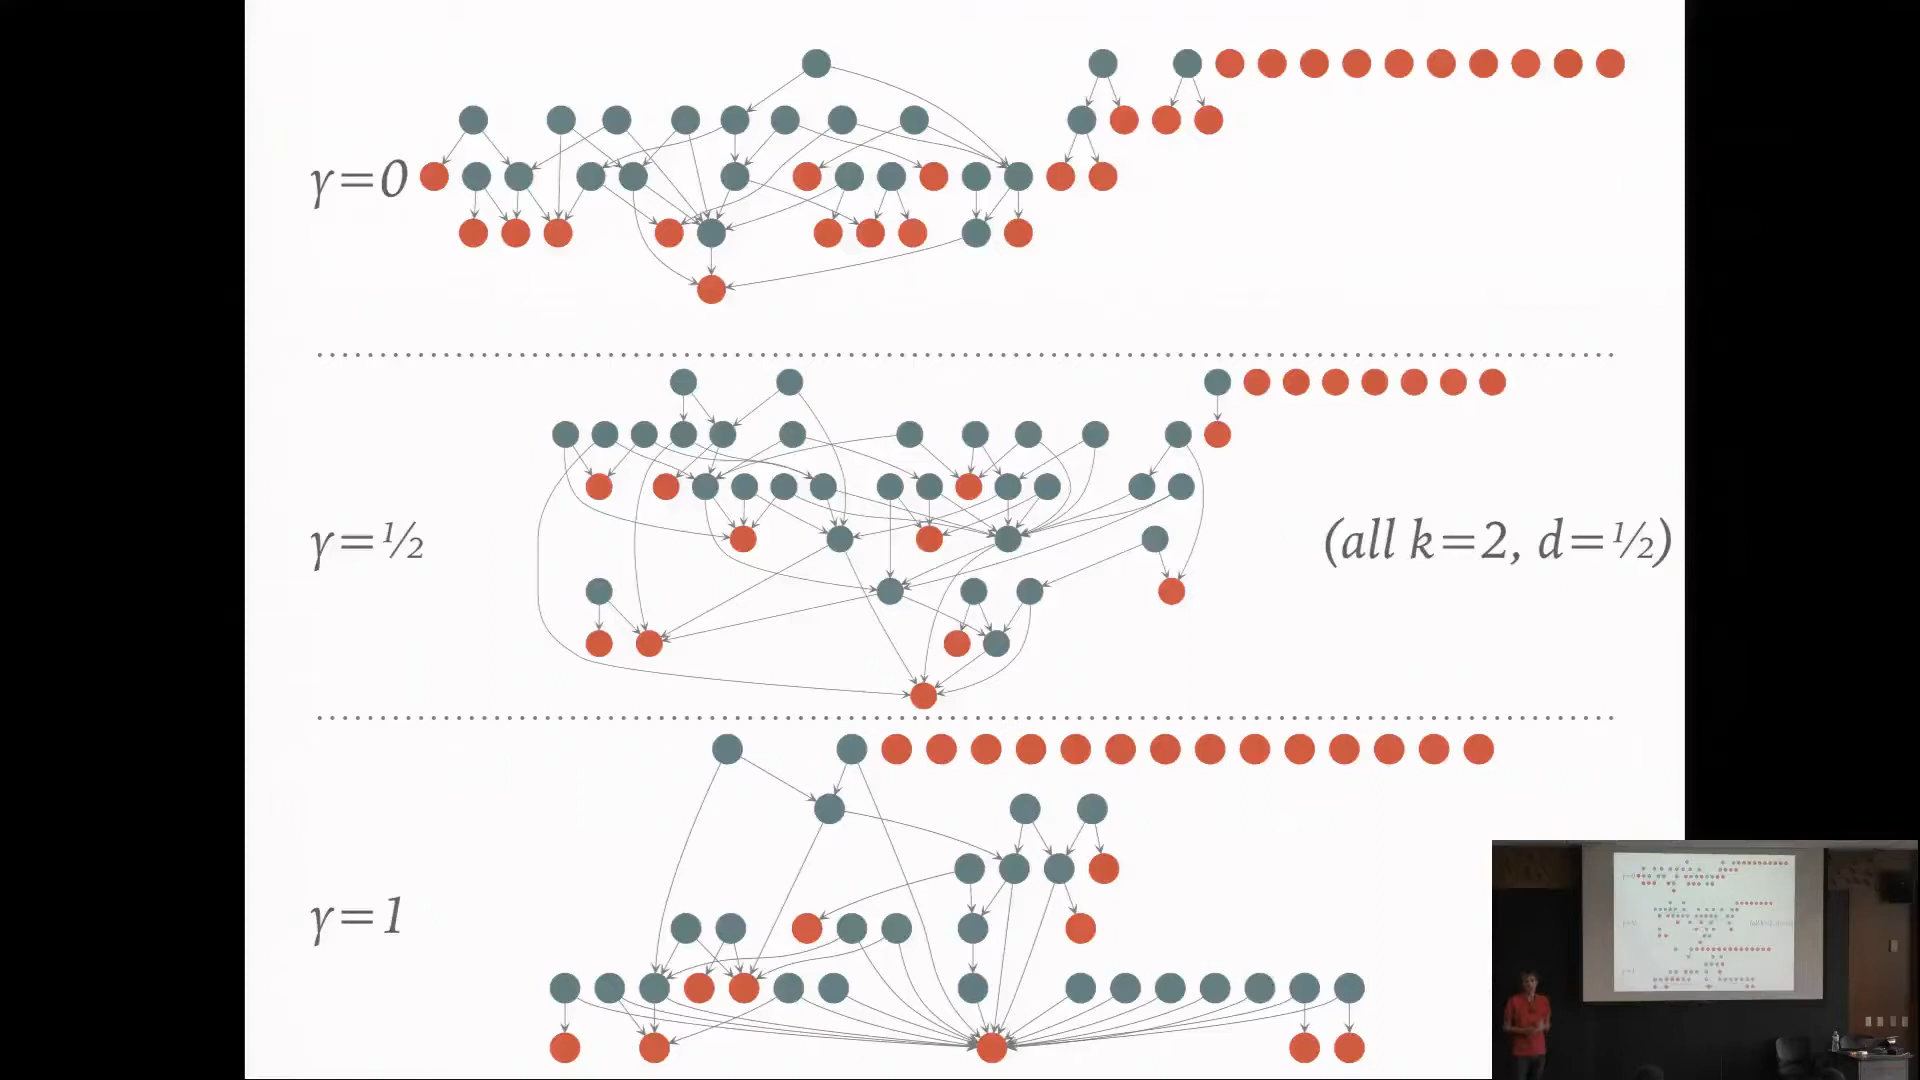 γ=0
γ=½
(all k=2, d=½)
γ=1